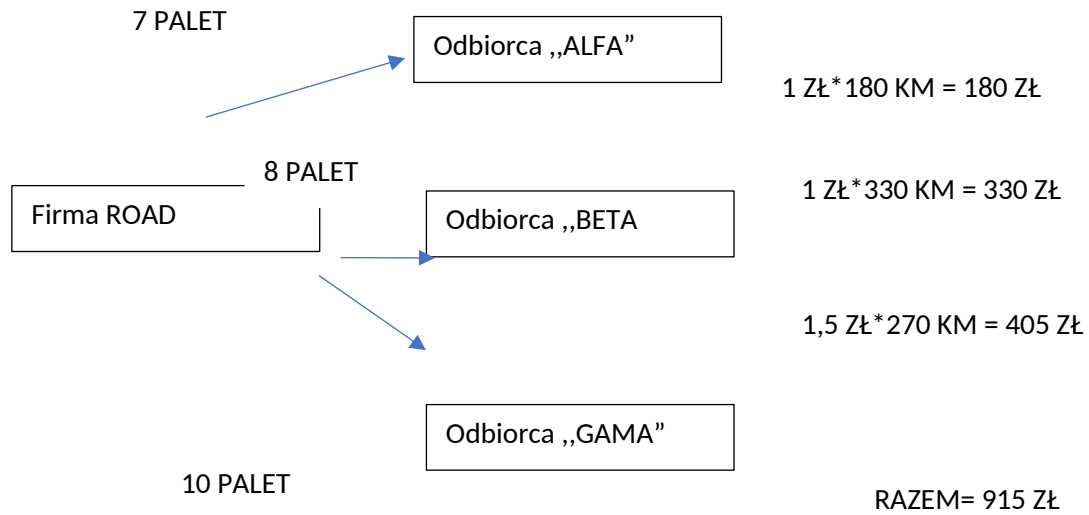 7 PALET
Odbiorca ,,ALFA”
1 ZŁ*180 KM = 180 ZŁ
8 PALET
1 ZŁ*330 KM = 330 ZŁ
Firma ROAD
Odbiorca ,,BETA
1,5 ZŁ*270 KM = 405 ZŁ
Odbiorca ,,GAMA”
10 PALET
RAZEM= 915 ZŁ